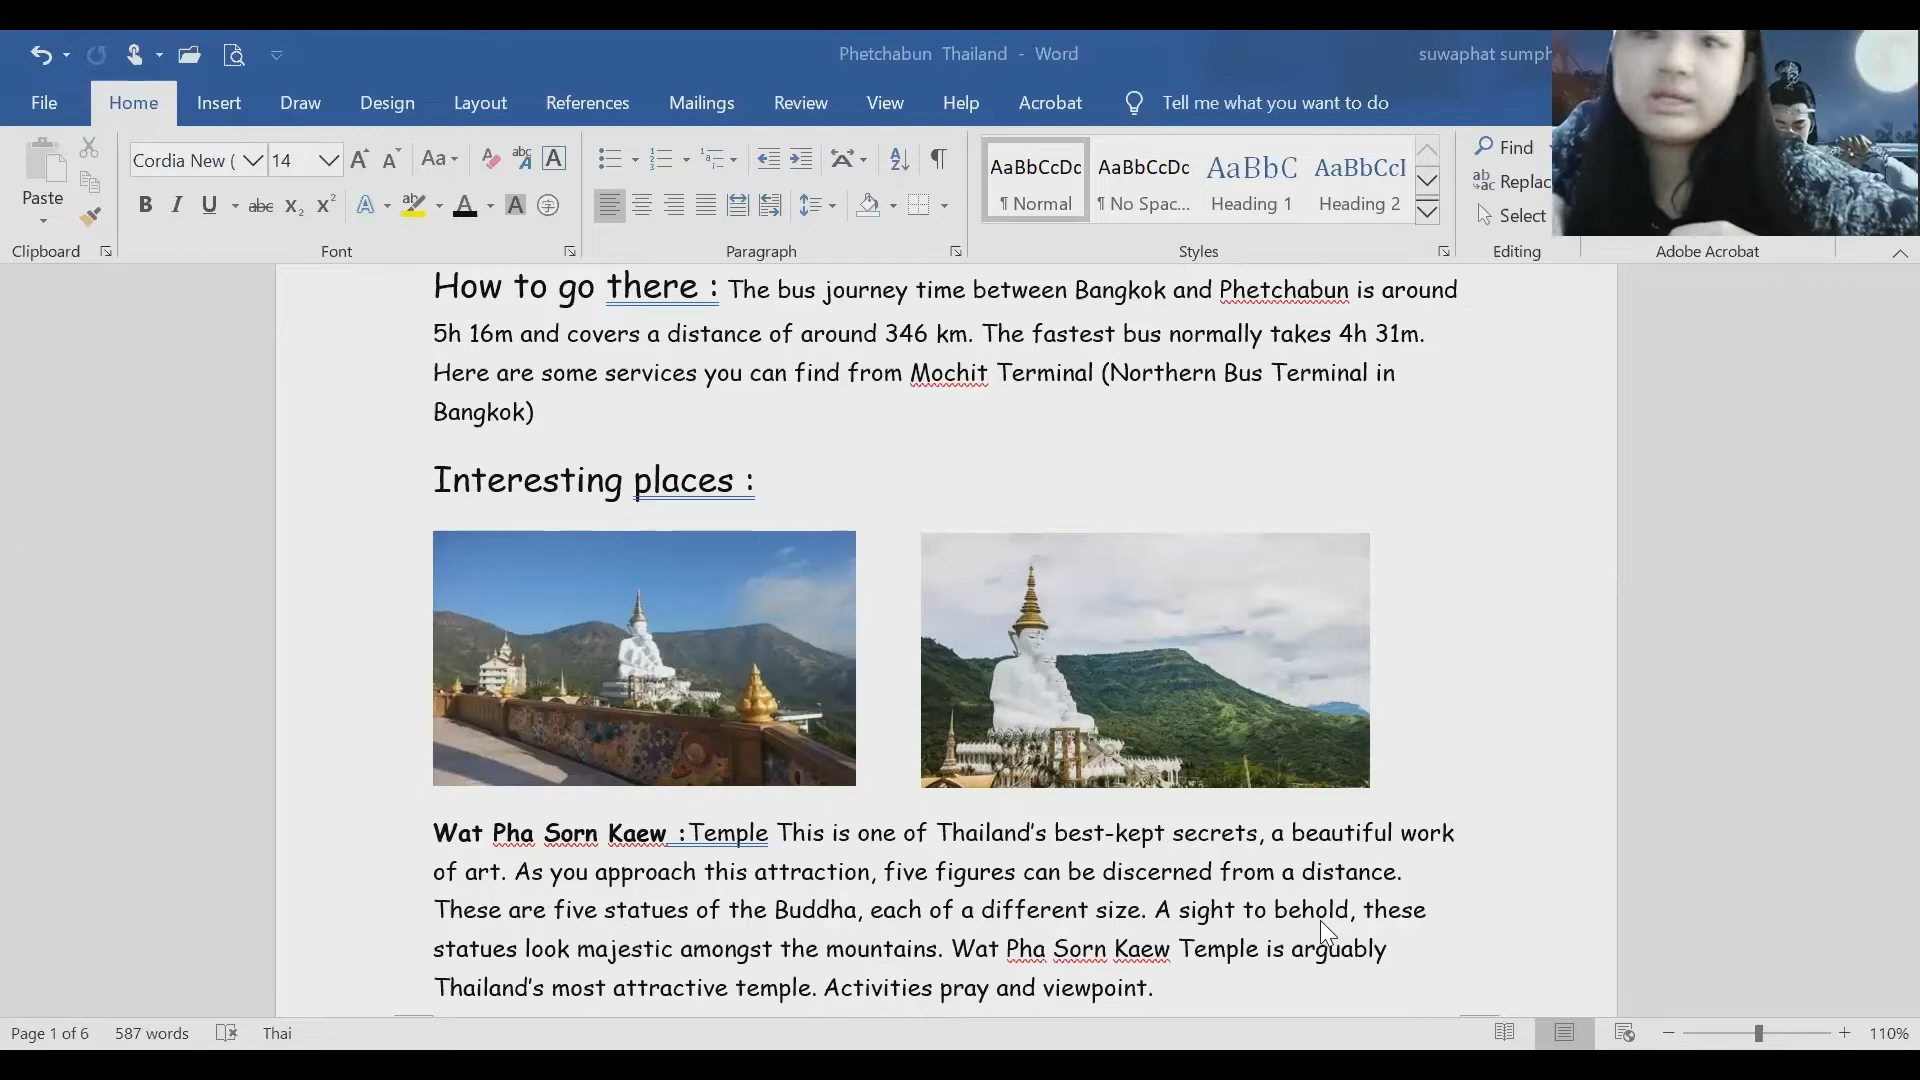 Phetchabun Thailand - Word
suwaphat sumph
File Home Insert Draw Design Layout References Mailings Review View Help Acrobat Tell me what you want to do
Paste
Clipboard
Cordia New ( 14
Aa
abc A
B I U abc X₂ X² A ab A A 字
Font
Paragraph
AaBbCcDc AaBbCcDc AaBbC AaBbCcI
¶ Normal ¶ No Spac... Heading 1 Heading 2
Styles
Find
Replac
Select
Editing
Adobe Acrobat
How to go there : The bus journey time between Bangkok and Phetchabun is around
5h 16m and covers a distance of around 346 km. The fastest bus normally takes 4h 31m.
Here are some services you can find from Mochit Terminal (Northern Bus Terminal in
Bangkok)
Interesting places :
Wat Pha Sorn Kaew :Temple This is one of Thailand's best-kept secrets, a beautiful work
of art. As you approach this attraction, five figures can be discerned from a distance.
These are five statues of the Buddha, each of a different size. A sight to behold, these
statues look majestic amongst the mountains. Wat Pha Sorn Kaew Temple is arguably
Thailand's most attractive temple. Activities pray and viewpoint.
Page 1 of 6 587 words Thai 110%